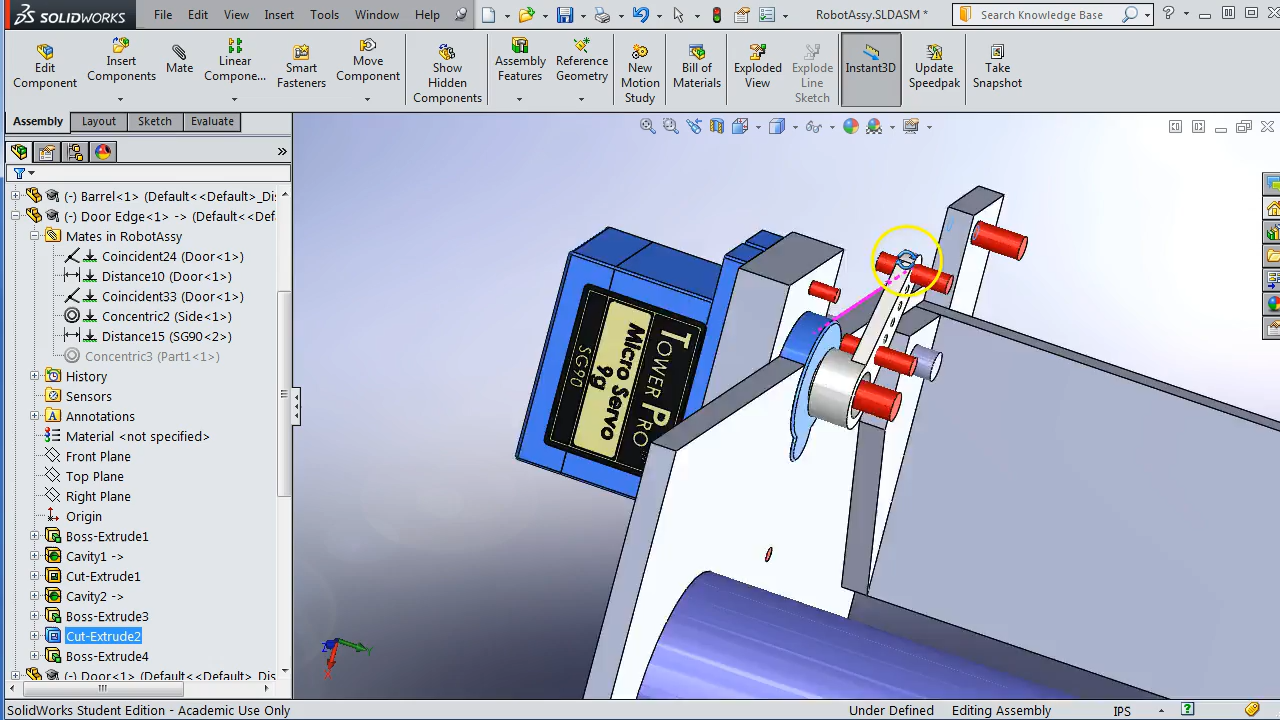 SOLIDWORKS File Edit View Insert Tools Window Help RobotAssy.SLDASM * Search Knowledge Base
Edit Component
Insert Components
Mate
Linear Compone...
Smart Fasteners
Move Component
Show Hidden Components
Assembly Features
Reference Geometry
New Motion Study
Bill of Materials
Exploded View
Explode Line Sketch
Instant3D
Update Speedpak
Take Snapshot
Assembly Layout Sketch Evaluate
(-) Barrel<1> (Default<<Default>_Dis
(-) Door Edge<1> -> (Default<<Def
Mates in RobotAssy
Coincident24 (Door<1>)
Distance10 (Door<1>)
Coincident33 (Door<1>)
Concentric2 (Side<1>)
Distance15 (SG90<2>)
Concentric3 (Part1<1>)
History
Sensors
Annotations
Material <not specified>
Front Plane
Top Plane
Right Plane
Origin
Boss-Extrude1
Cavity1 ->
Cut-Extrude1
Cavity2 ->
Boss-Extrude3
Cut-Extrude2
Boss-Extrude4
(-) Door<1> (Default<<Default>_Dis
Tower Pro
Micro Servo
9g
SG90
Y
X
Z
SolidWorks Student Edition - Academic Use Only Under Defined Editing Assembly IPS